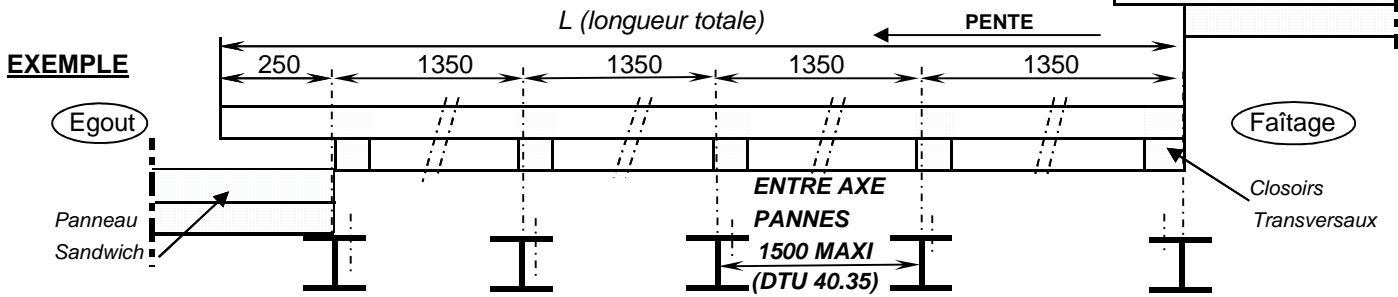 L (longueur totale)
PENTE
EXEMPLE
250 1350 1350 1350 1350
Egout
Faîtage
ENTRE AXE
PANNES
1500 MAXI
(DTU 40.35)
Closoirs
Transversaux
Panneau
Sandwich